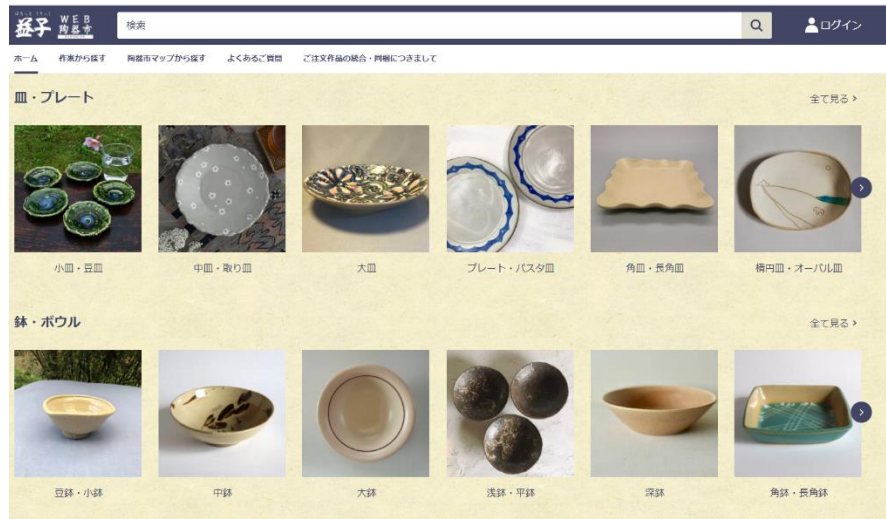 益子 WEB
陶器市
検索
ログイン
ホーム
作家から探す
陶器市マップから探す
よくあるご質問
ご注文作品の統合・同梱につきまして
皿・プレート
全て見る >
小皿・豆皿
中皿・取り皿
大皿
プレート・パスタ皿
角皿・長角皿
楕円皿・オーバル皿
鉢・ボウル
全て見る >
豆鉢・小鉢
中鉢
大鉢
浅鉢・平鉢
深鉢
角鉢・長角鉢